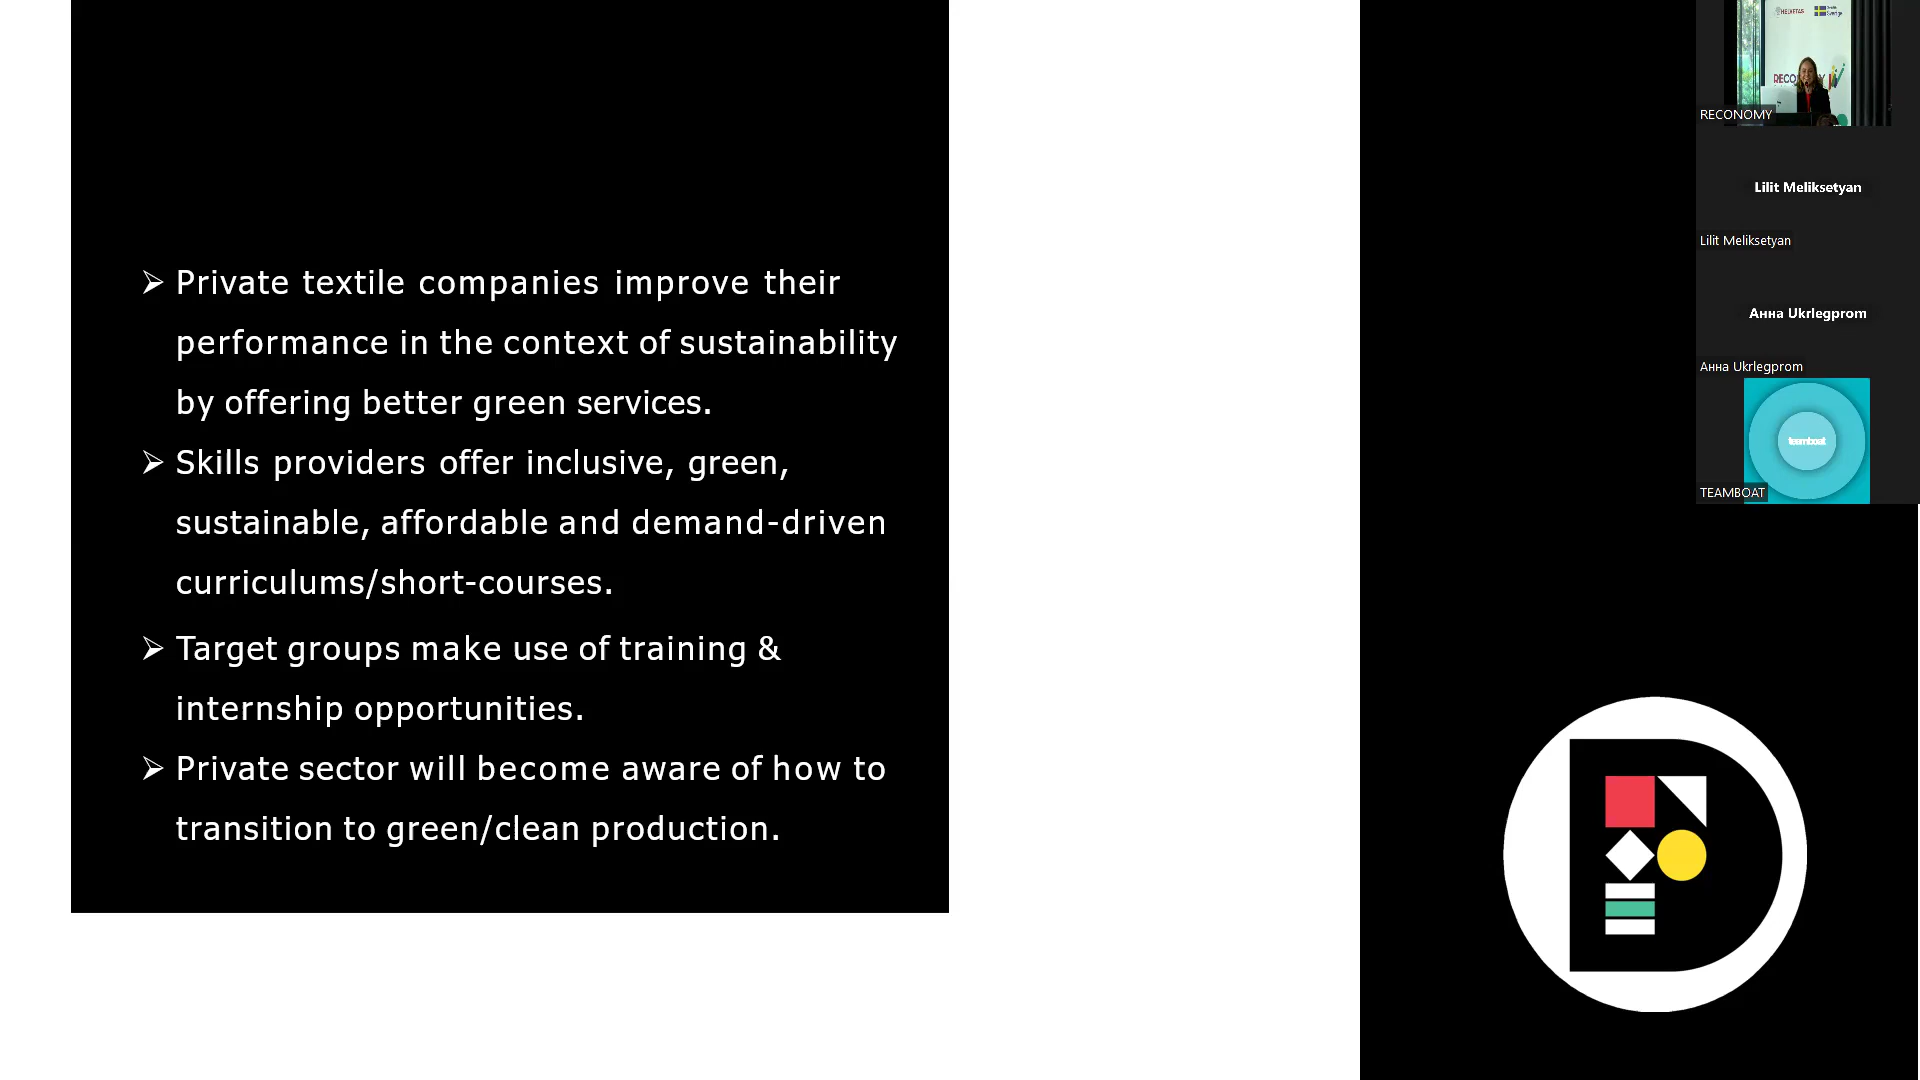 Private textile companies improve their
performance in the context of sustainability
by offering better green services.
Skills providers offer inclusive, green,
sustainable, affordable and demand-driven
curriculums/short-courses.
Target groups make use of training &
internship opportunities.
Private sector will become aware of how to
transition to green/clean production.
HELVETAS
Sverige
RECONOMY
Lilit Meliksetyan
Lilit Meliksetyan
Анна Ukrlegprom
Анна Ukrlegprom
teamboat
TEAMBOAT